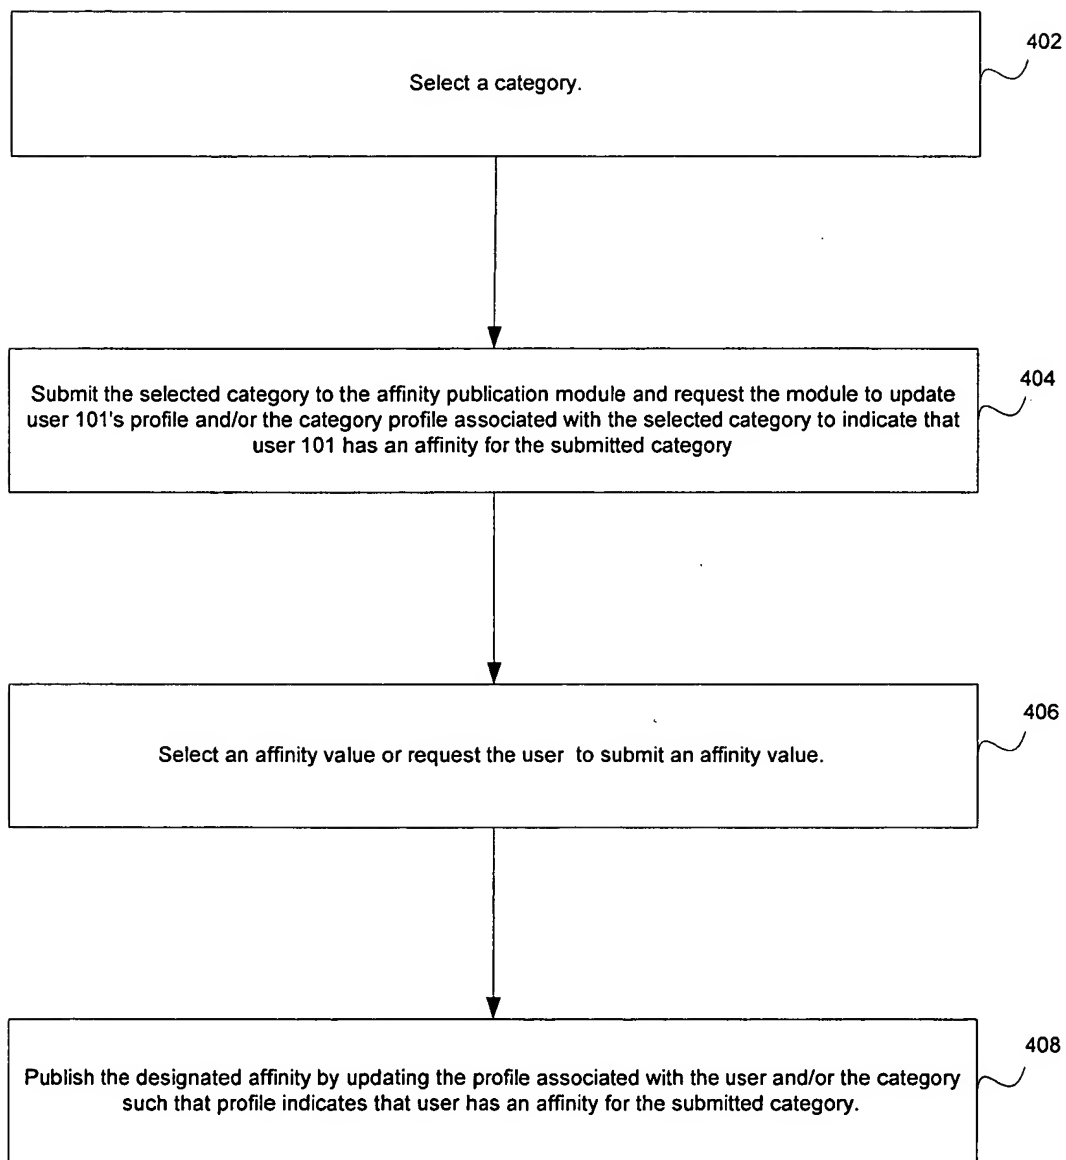 402
Select a category.
404
Submit the selected category to the affinity publication module and request the module to update
user 101's profile and/or the category profile associated with the selected category to indicate that
user 101 has an affinity for the submitted category
406
Select an affinity value or request the user to submit an affinity value.
408
Publish the designated affinity by updating the profile associated with the user and/or the category
such that profile indicates that user has an affinity for the submitted category.